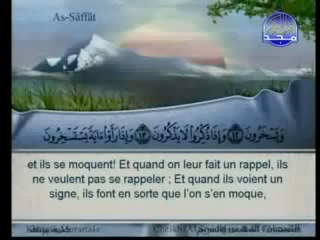 As-Sâffât
وَيَسْخَرُونَ ۝١٢ وَإِذَا ذُكِّرُوا لَا يَذْكُرُونَ ۝١٣ وَإِذَا رَأَوْا ءَايَةً يَسْتَسْخِرُونَ
et ils se moquent! Et quand on leur fait un rappel, ils
ne veulent pas se rappeler ; Et quand ils voient un
signe, ils font en sorte que l'on s'en moque,